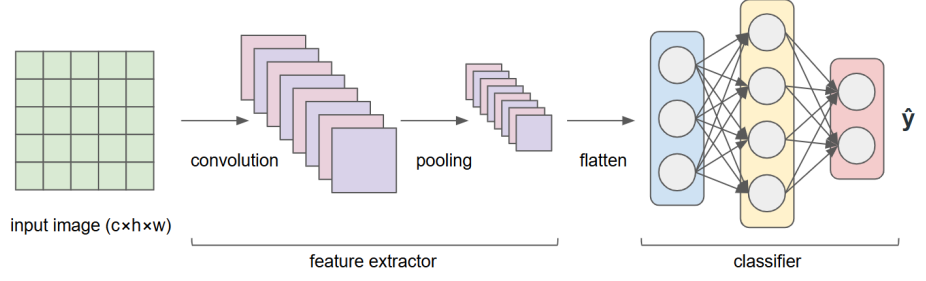 convolution
pooling
flatten
ŷ
input image (c×h×w)
feature extractor
classifier